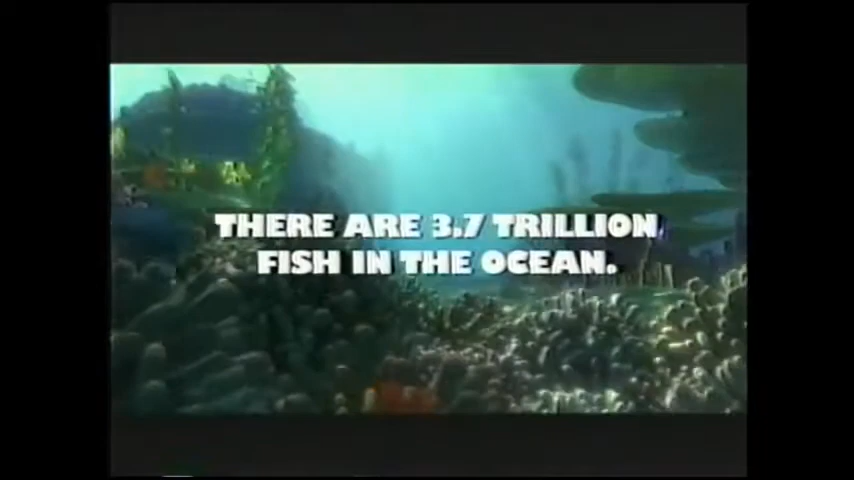 THERE ARE 3.7 TRILLION
FISH IN THE OCEAN.